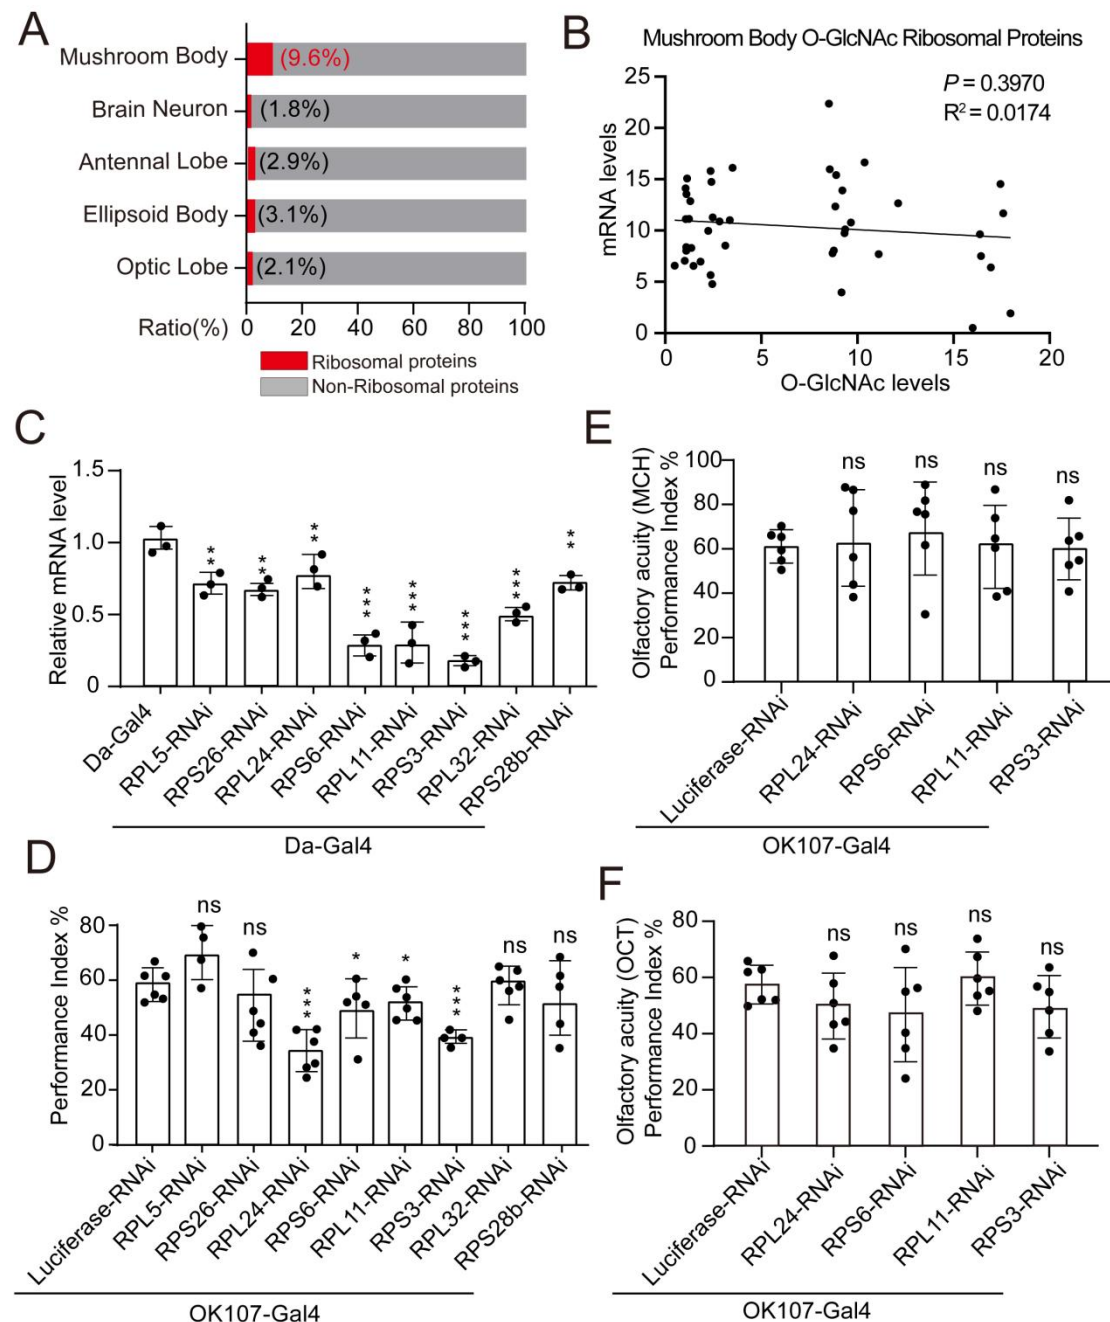 A
Mushroom Body
(9.6%)
Brain Neuron
(1.8%)
Antennal Lobe
(2.9%)
Ellipsoid Body
(3.1%)
Optic Lobe
(2.1%)
Ratio(%)
0 20 40 60 80 100
Ribosomal proteins
Non-Ribosomal proteins
B
Mushroom Body O-GlcNAc Ribosomal Proteins
P = 0.3970
R² = 0.0174
mRNA levels
25
20
15
10
5
0
5 10 15 20
O-GlcNAc levels
C
Relative mRNA level
1.5
1.0
0.5
0
**
**
**
***
***
***
***
**
Da-Gal4
RPL5-RNAi
RPS26-RNAi
RPL24-RNAi
RPS6-RNAi
RPL11-RNAi
RPS3-RNAi
RPL32-RNAi
RPS28b-RNAi
Da-Gal4
E
Olfactory acuity (MCH)
Performance Index %
100
80
60
40
20
0
ns ns ns ns
Luciferase-RNAi
RPL24-RNAi
RPS6-RNAi
RPL11-RNAi
RPS3-RNAi
OK107-Gal4
D
Performance Index %
80
60
40
20
0
ns
ns
***
*
*
***
ns
ns
Luciferase-RNAi
RPL5-RNAi
RPS26-RNAi
RPL24-RNAi
RPS6-RNAi
RPL11-RNAi
RPS3-RNAi
RPL32-RNAi
RPS28b-RNAi
OK107-Gal4
F
Olfactory acuity (OCT)
Performance Index %
80
60
40
20
0
ns ns ns ns
Luciferase-RNAi
RPL24-RNAi
RPS6-RNAi
RPL11-RNAi
RPS3-RNAi
OK107-Gal4